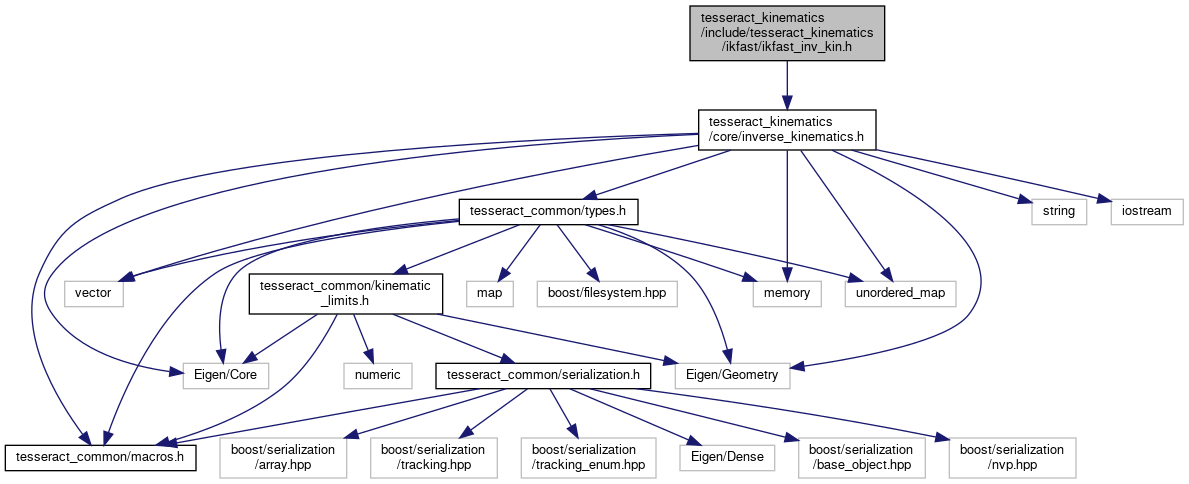 tesseract_kinematics
/include/tesseract_kinematics
/ikfast/ikfast_inv_kin.h
tesseract_kinematics
/core/inverse_kinematics.h
tesseract_common/types.h
string
iostream
vector
tesseract_common/kinematic
_limits.h
map
boost/filesystem.hpp
memory
unordered_map
Eigen/Core
numeric
tesseract_common/serialization.h
Eigen/Geometry
tesseract_common/macros.h
boost/serialization
/array.hpp
boost/serialization
/tracking.hpp
boost/serialization
/tracking_enum.hpp
Eigen/Dense
boost/serialization
/base_object.hpp
boost/serialization
/nvp.hpp